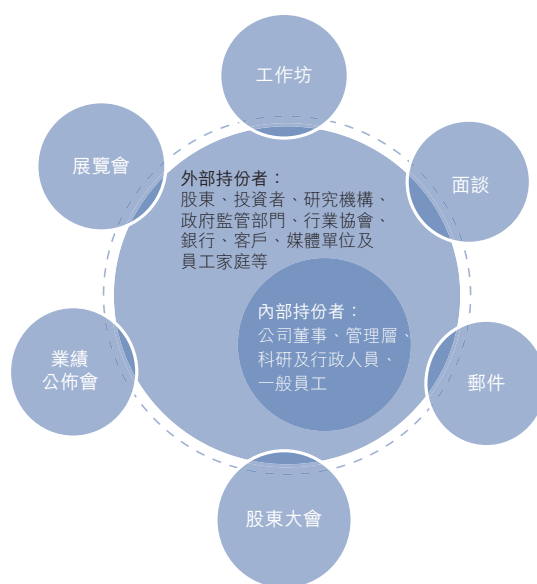 工作坊
展覽會
面談
外部持份者：
股東、投資者、研究機構、
政府監管部門、行業協會、
銀行、客戶、媒體單位及
員工家庭等
內部持份者：
公司董事、管理層、
科研及行政人員、
一般員工
業績
公佈會
郵件
股東大會